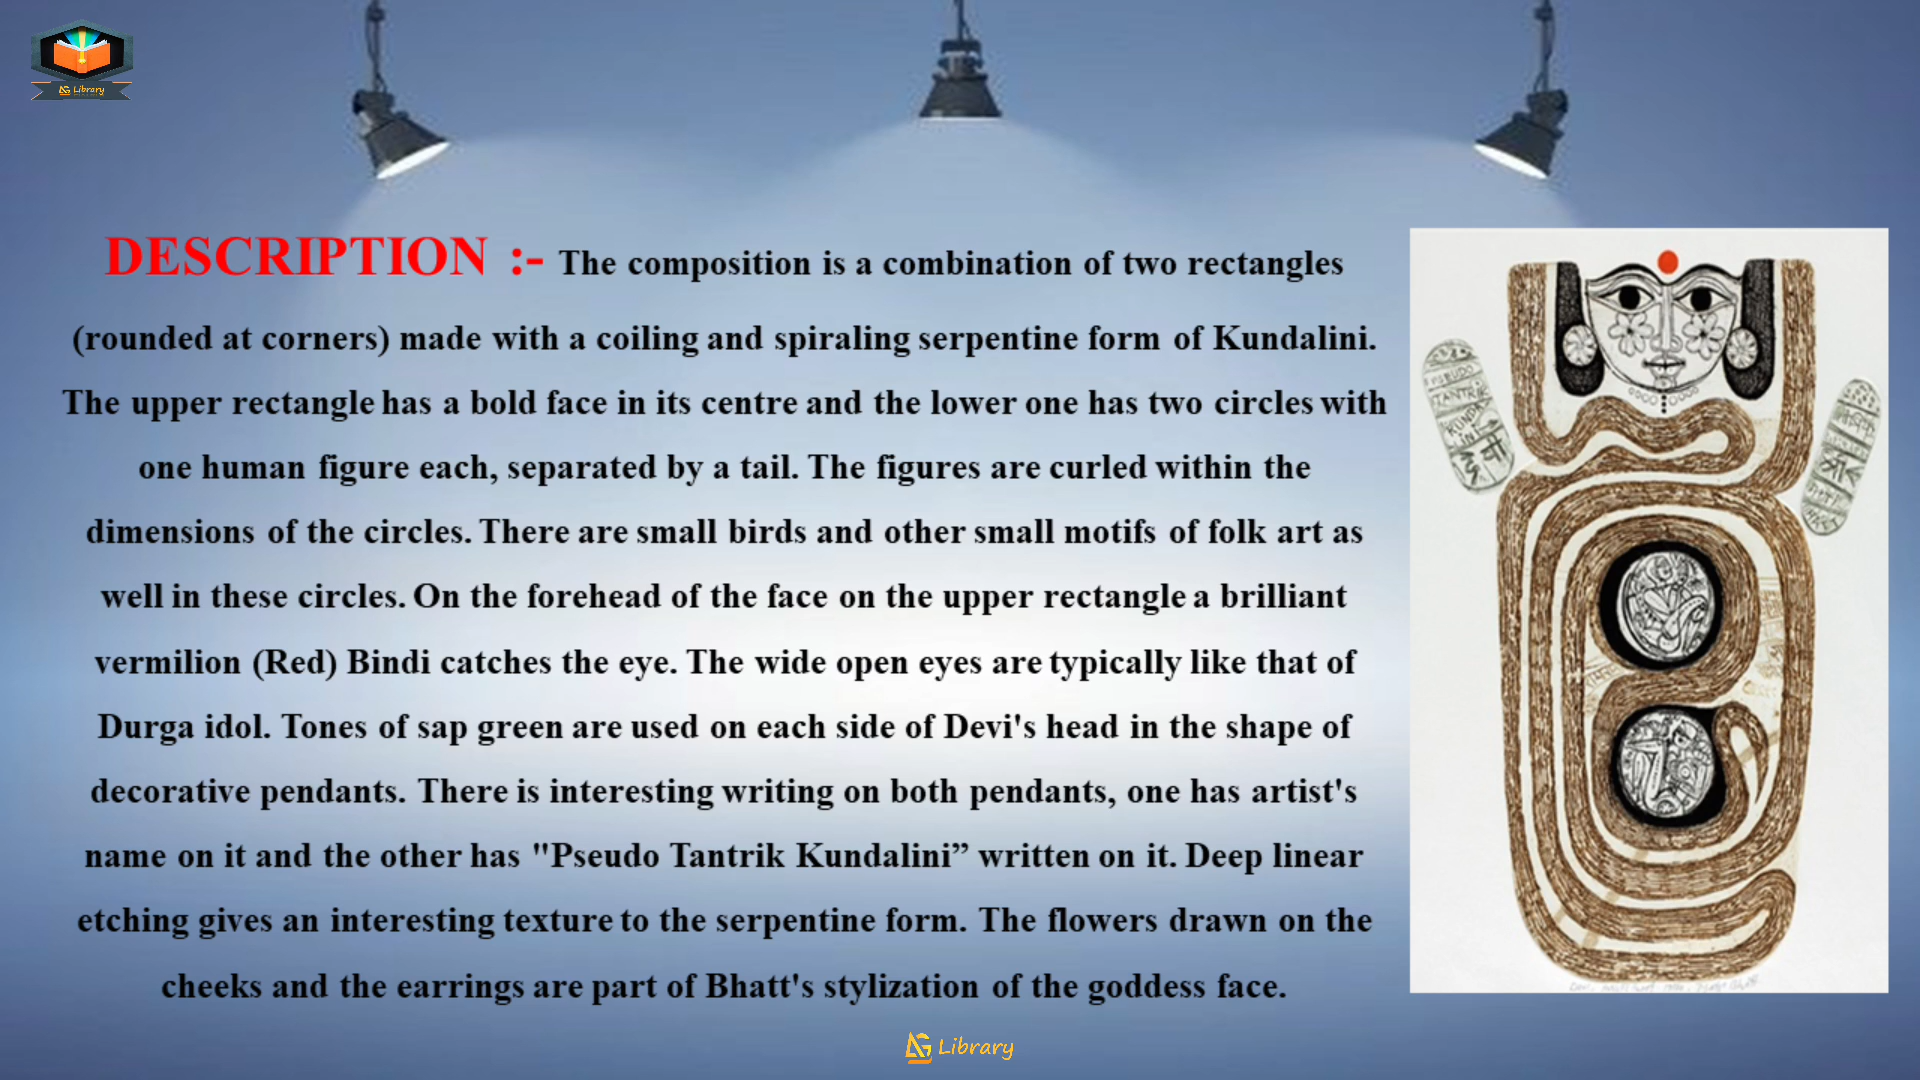 AG Library
DESCRIPTION :- The composition is a combination of two rectangles
(rounded at corners) made with a coiling and spiraling serpentine form of Kundalini.
The upper rectangle has a bold face in its centre and the lower one has two circles with
one human figure each, separated by a tail. The figures are curled within the
dimensions of the circles. There are small birds and other small motifs of folk art as
well in these circles. On the forehead of the face on the upper rectangle a brilliant
vermilion (Red) Bindi catches the eye. The wide open eyes are typically like that of
Durga idol. Tones of sap green are used on each side of Devi's head in the shape of
decorative pendants. There is interesting writing on both pendants, one has artist's
name on it and the other has "Pseudo Tantrik Kundalini” written on it. Deep linear
etching gives an interesting texture to the serpentine form. The flowers drawn on the
cheeks and the earrings are part of Bhatt's stylization of the goddess face.
PSEUDO
TANTRIK
KUNDA
LINI
AG Library